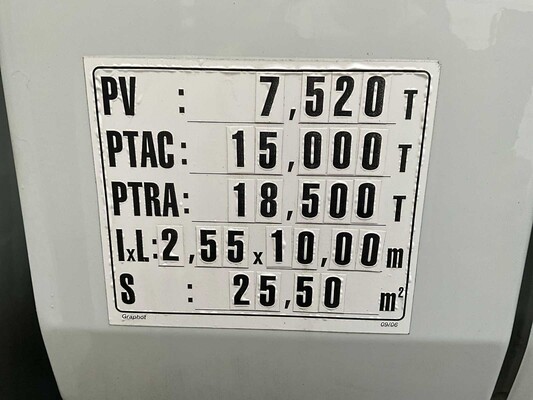 PV : 7,520 T
PTAC: 15,000 T
PTRA: 18,500 T
IxL: 2,55 x 10,00 m
S : 25,50 m²
Graphof 09/06